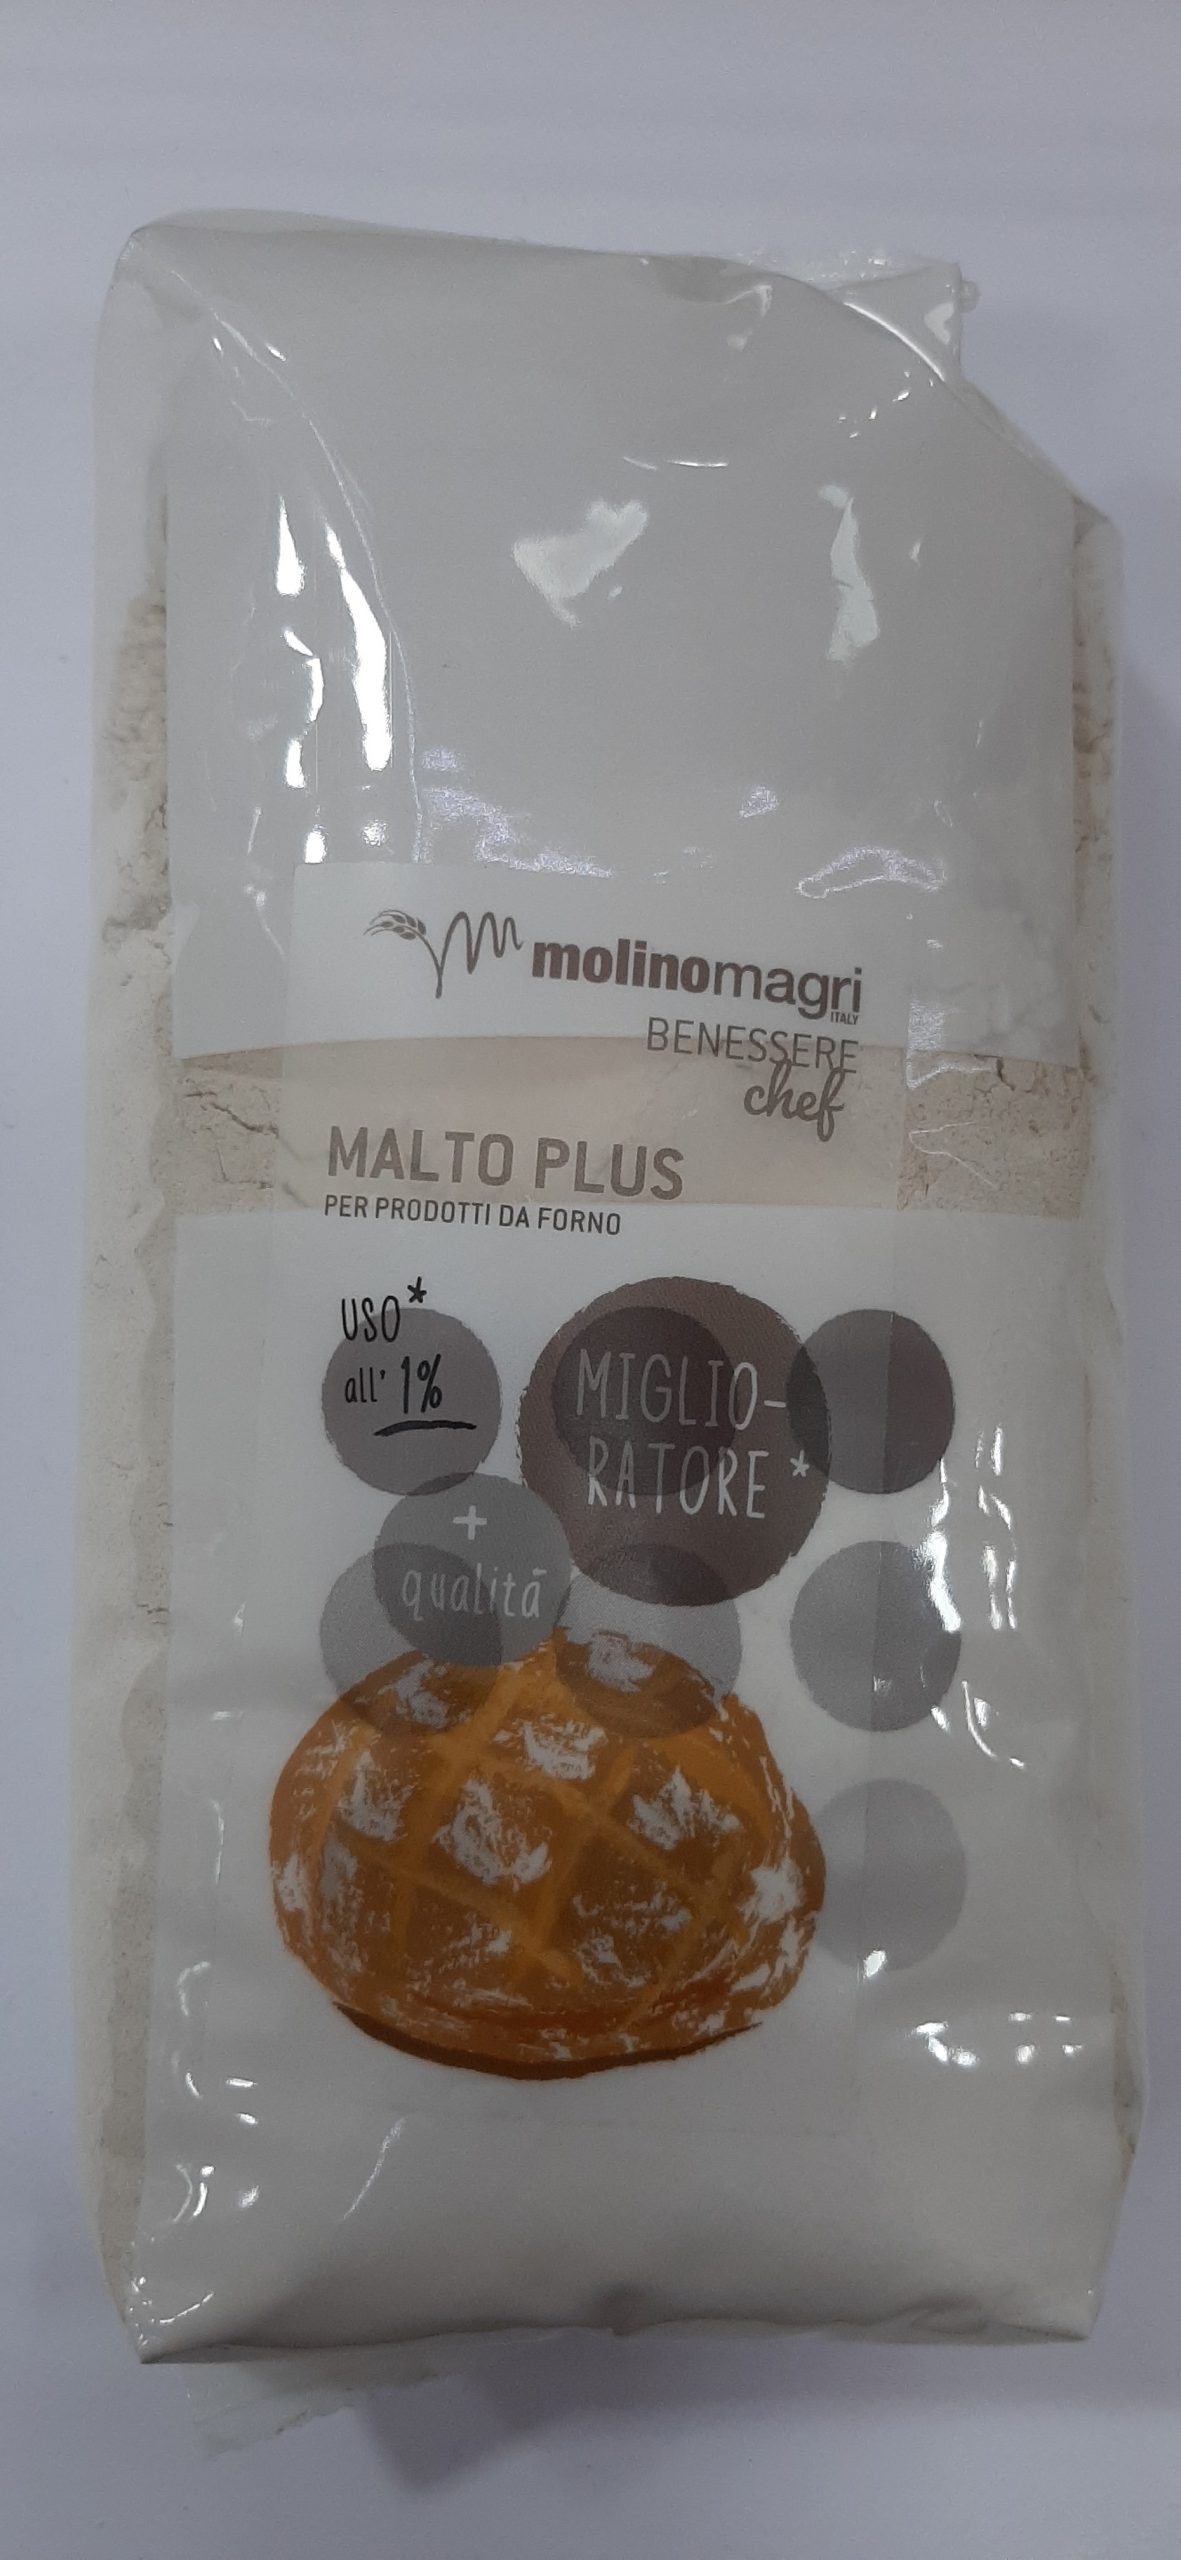 molinomagri
ITALY
BENESSERE
chef
MALTO PLUS
PER PRODOTTI DA FORNO
USO*
all' 1%
MIGLIO-
RATORE *
+
qualità